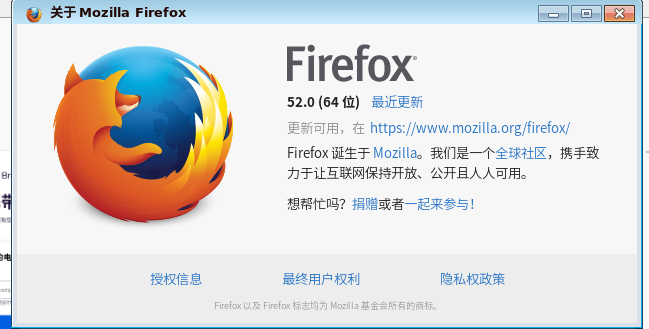 关于 Mozilla Firefox
Firefox
52.0 (64 位) 最近更新
更新可用，在 https://www.mozilla.org/firefox/
Firefox 诞生于 Mozilla。我们是一个全球社区，携手致
力于让互联网保持开放、公开且人人可用。
想帮忙吗？捐赠或者一起来参与！
授权信息 最终用户权利 隐私权政策
Firefox 以及 Firefox 标志均为 Mozilla 基金会所有的商标。
Br
带
的电